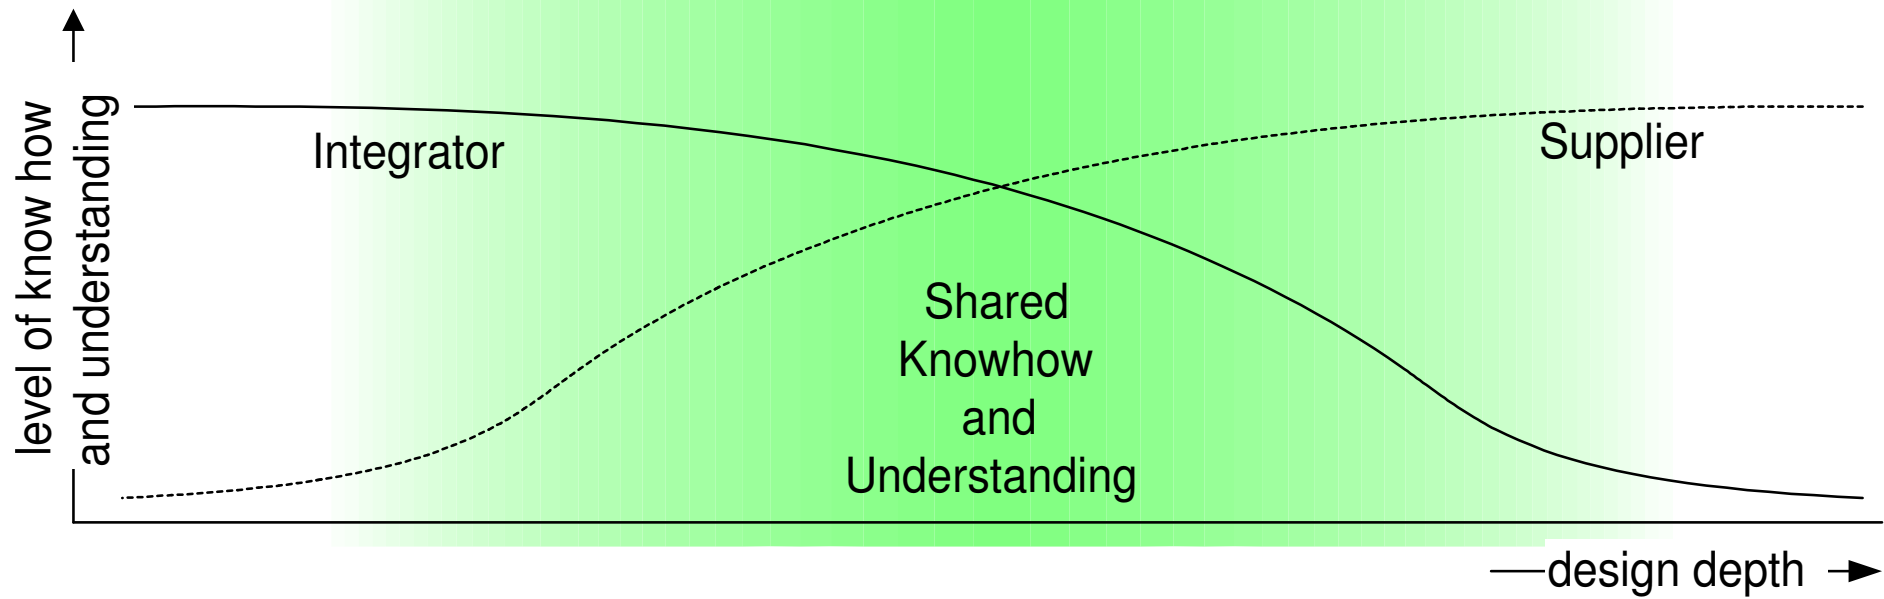 level of know how
and understanding
Integrator
Supplier
Shared
Knowhow
and
Understanding
design depth